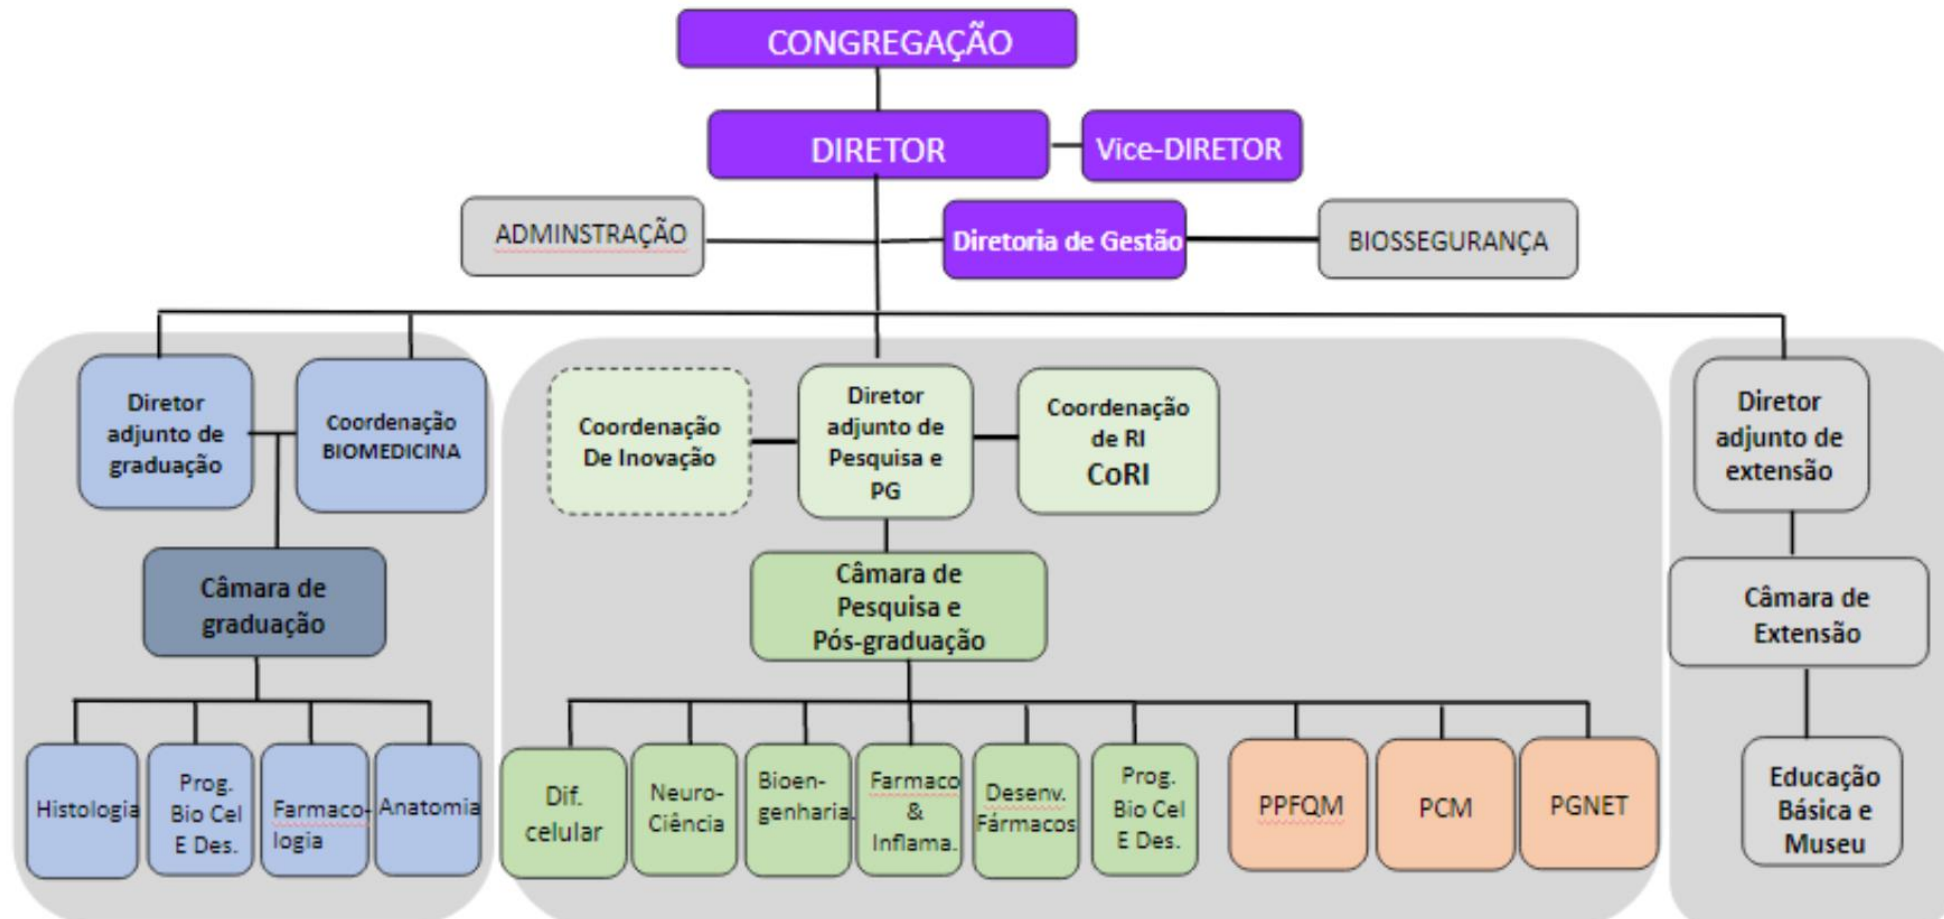 CONGREGAÇÃO
DIRETOR
Vice-DIRETOR
ADMINSTRAÇÃO
Diretoria de Gestão
BIOSSEGURANÇA
Diretor
adjunto de
graduação
Coordenação
BIOMEDICINA
Coordenação
De Inovação
Diretor
adjunto de
Pesquisa e
PG
Coordenação
de RI
CoRI
Diretor
adjunto de
extensão
Câmara de
graduação
Câmara de
Pesquisa e
Pós-graduação
Câmara de
Extensão
Histologia
Prog.
Bio Cel
E Des.
Farmaco-
logia
Anatomia
Dif.
celular
Neuro-
Ciência
Bioen-
genharia.
Farmaco
&
Inflama.
Desenv.
Fármacos
Prog.
Bio Cel
E Des.
PPFQM
PCM
PGNET
Educação
Básica e
Museu